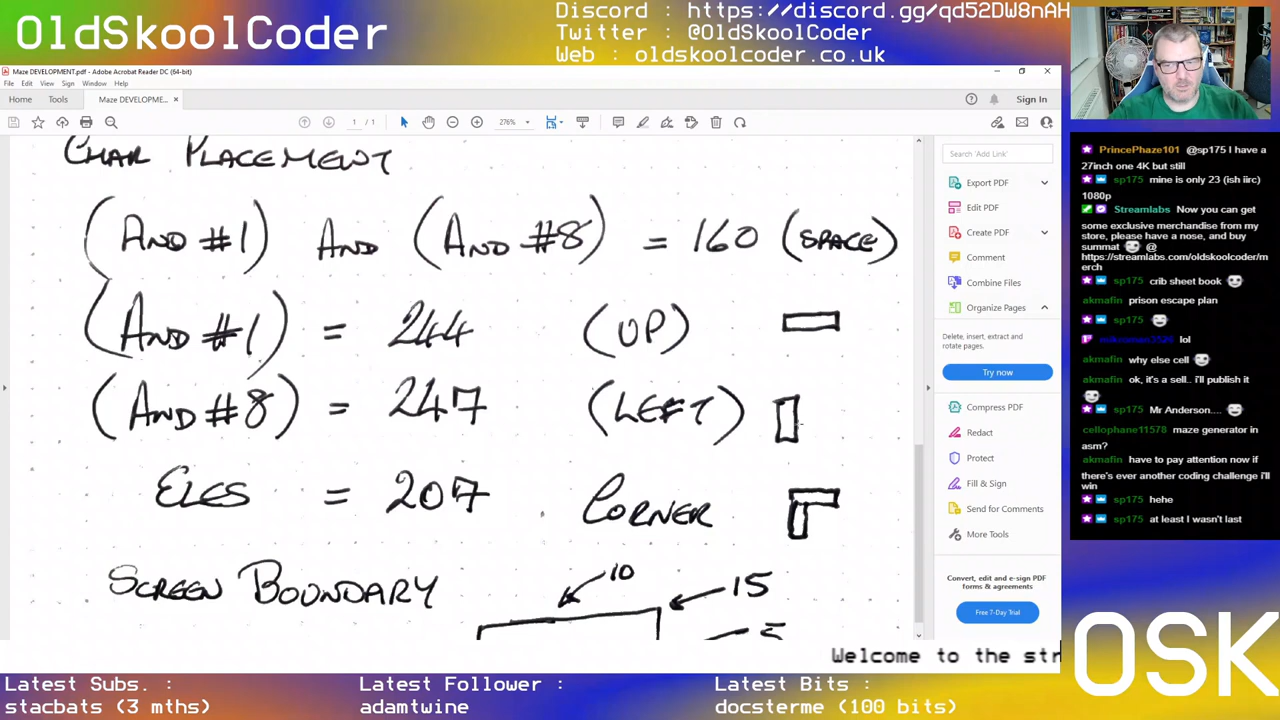 OldSkoolCoder
Discord : https://discord.gg/qd52DW8nAH
Twitter : @OldSkoolCoder
Web : oldskoolcoder.co.uk
Maze DEVELOPMENT.pdf - Adobe Acrobat Reader DC (64-bit)
File Edit View Sign Window Help
Home Tools Maze DEVELOPME... × Sign In
1 / 1 276%
CHAR PLACEMENT
(AND #1) AND (AND #8) = 160 (SPACE)
(AND #1) = 244 (UP)
(AND #8) = 247 (LEFT)
ELES = 207 CORNER
SCREEN BOUNDARY
10
15
5
Search 'Add Link'
Export PDF
Edit PDF
Create PDF
Comment
Combine Files
Organize Pages
Delete, insert, extract and
rotate pages.
Try now
Compress PDF
Redact
Protect
Fill & Sign
Send for Comments
More Tools
Convert, edit and e-sign PDF
forms & agreements
Free 7-Day Trial
PrincePhaze101 @sp175 I have a
27inch one 4K but still
sp175 mine is only 23 (ish iirc)
1080p
Streamlabs Now you can get
some exclusive merchandise from my
store, please have a nose, and buy
summat @
https://streamlabs.com/oldskoolcoder/m
erch
sp175 crib sheet book
akmafin prison escape plan
sp175
lol
akmafin why else cell
akmafin ok, it's a sell.. i'll publish it
sp175 Mr Anderson....
cellophane11578 maze generator in
asm?
akmafin have to pay attention now if
there's ever another coding challenge i'll
win
sp175 hehe
sp175 at least I wasn't last
Welcome to the str
OSK
Latest Subs. :
stacbats (3 mths)
Latest Follower :
adamtwine
Latest Bits :
docsterme (100 bits)